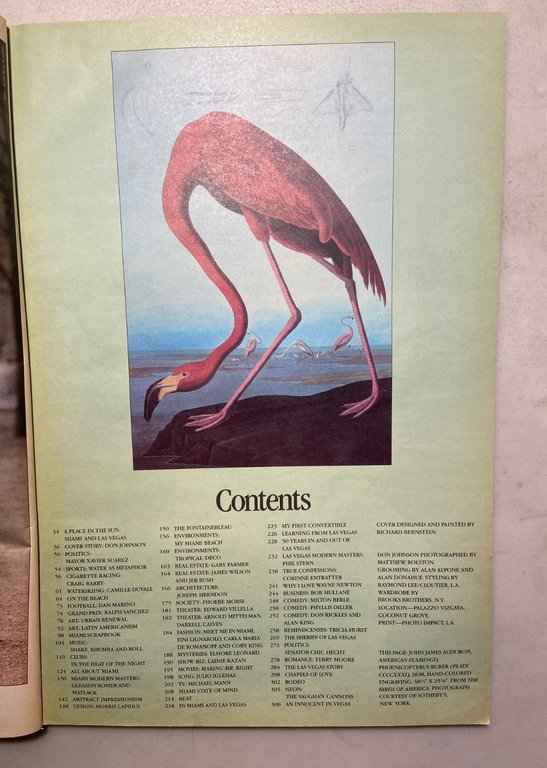 Contents
34 A PLACE IN THE SUN:
MIAMI AND LAS VEGAS
36 COVER STORY: DON JOHNSON
50 POLITICS:
MAYOR XAVIER SUAREZ
54 SPORTS: WATER AS METAPHOR
56 CIGARETTE RACING:
CRAIG BARRY
61 WATERSKIING: CAMILLE DUVALL
64 ON THE BEACH
73 FOOTBALL: DAN MARINO
74 GRAND PRIX: RALPH SANCHEZ
78 ART: URBAN RENEWAL
92 ART: LATIN AMERICANISM
98 MIAMI SCRAPBOOK
104 MUSIC:
SHAKE, RHUMBA AND ROLL
110 CLUBS:
IN THE HEAT OF THE NIGHT
124 ALL ABOUT MIAMI
130 MIAMI MODERN MASTERS:
GLEASON ROMER AND
MATLACK
142 ABSTRACT IMPRESSIONISM
148 DESIGN: MORRIS LAPIDUS
150 THE FONTAINEBLEAU
156 ENVIRONMENTS:
MY MIAMI BEACH
160 ENVIRONMENTS:
TROPICAL DECO
163 REAL ESTATE: GARY FARMER
164 REAL ESTATE: JAMES WILSON
AND JEB BUSH
166 ARCHITECTURE:
JOSEPH HERNDON
175 SOCIETY: PHOEBE MORSE
181 THEATER: EDWARD VILLELLA
182 THEATER: ARNOLD MITTELMAN,
DARRELL CALVIN
184 FASHION: MEET ME IN MIAMI,
FINI LIGNAROLO, CARLA MARIA
DE ROMANOFF AND CORY KING
188 MYSTERIES: ELMORE LEONARD
190 SHOW BIZ: LAINIE KAZAN
195 MOVIES: MAKING MR. RIGHT
198 SONG: JULIO IGLESIAS
202 TV: MICHAEL MANN
208 MIAMI STATE OF MIND
214 BEAT
218 IN MIAMI AND LAS VEGAS
223 MY FIRST CONVERTIBLE
226 LEARNING FROM LAS VEGAS
228 50 YEARS IN AND OUT OF
LAS VEGAS
232 LAS VEGAS MODERN MASTERS:
PHIL STERN
238 TRUE CONFESSIONS:
CORINNE ENTRATTER
241 WHY I LOVE WAYNE NEWTON
244 BUSINESS: BOB MULLANE
248 COMEDY: MILTON BERLE
250 COMEDY: PHYLLIS DILLER
252 COMEDY: DON RICKLES AND
ALAN KING
258 REMINISCENSES: TRICIA HURST
269 THE SHERIFF OF LAS VEGAS
273 POLITICS:
SENATOR CHIC HECHT
278 ROMANCE: TERRY MOORE
284 THE LAS VEGAS STORY
298 CHAPELS OF LOVE
302 RODEO
305 NEON:
THE VAUGHAN CANNONS
306 AN INNOCENT IN VEGAS
COVER DESIGNED AND PAINTED BY
RICHARD BERNSTEIN.
DON JOHNSON PHOTOGRAPHED BY
MATTHEW ROLSTON.
GROOMING BY ALAN ALPONE AND
ALAN DONAHUE. STYLING BY
RAYMOND LEE/CLOUTIER, L.A.
WARDROBE BY
BROOKS BROTHERS, N.Y.
LOCATION—PALAZZO VIZCAYA,
COCONUT GROVE.
PRINT—PHOTO IMPACT, L.A.
THIS PAGE: JOHN JAMES AUDUBON,
AMERICAN FLAMINGO,
PHOENICOPTERUS RUBER (PLATE
CCCCXXXI), 1838, HAND-COLORED
ENGRAVING, FROM THE
BIRDS OF AMERICA. PHOTOGRAPH
COURTESY OF SOTHEBY'S,
NEW YORK.